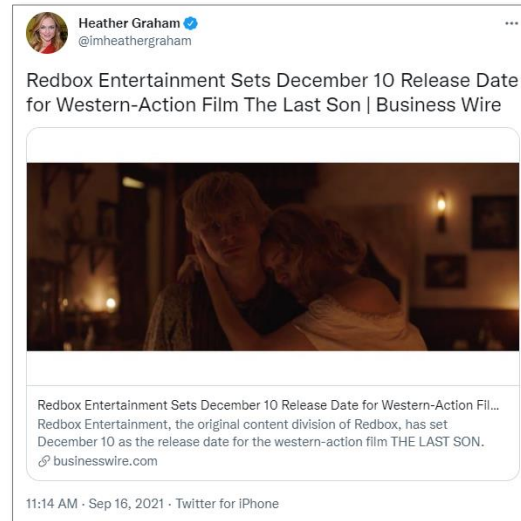 Heather Graham
@imheathergraham
Redbox Entertainment Sets December 10 Release Date
for Western-Action Film The Last Son | Business Wire
Redbox Entertainment Sets December 10 Release Date for Western-Action Fil...
Redbox Entertainment, the original content division of Redbox, has set
December 10 as the release date for the western-action film THE LAST SON.
businesswire.com
11:14 AM · Sep 16, 2021 · Twitter for iPhone